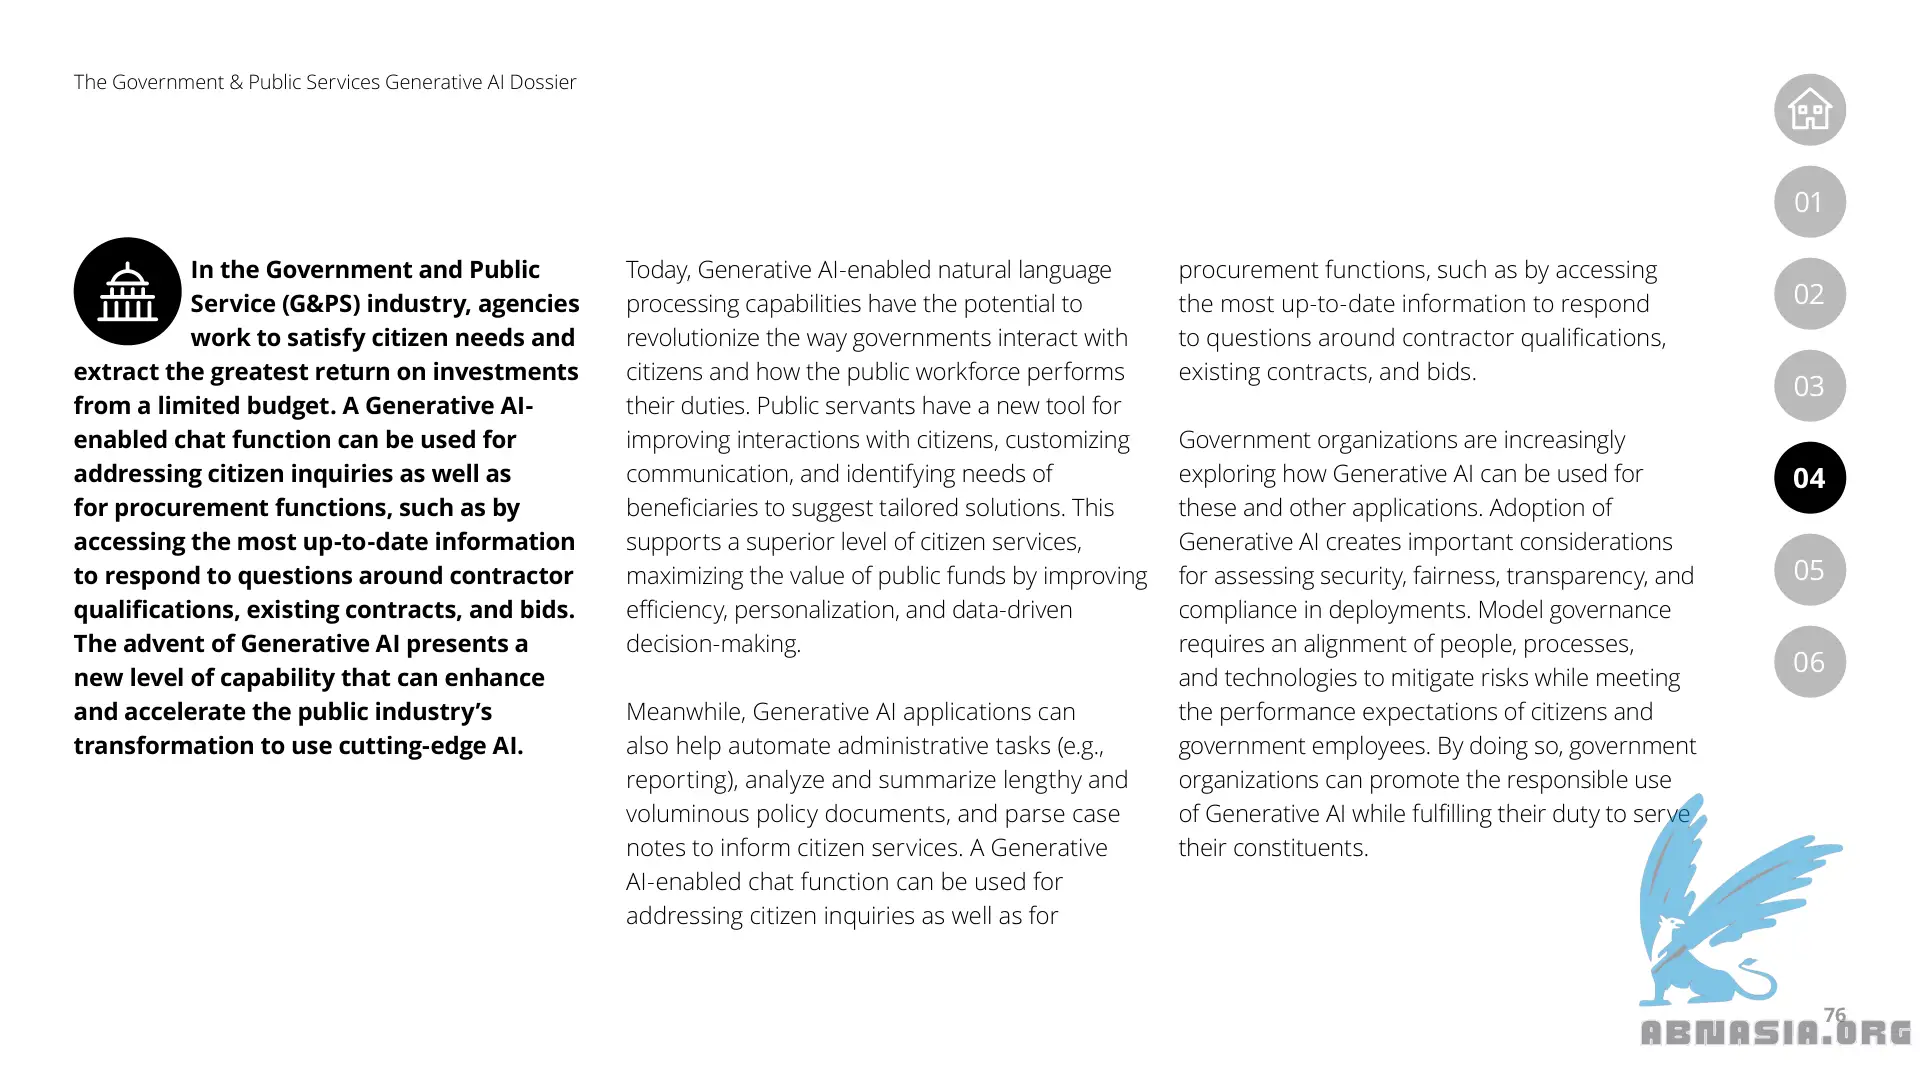 The Government & Public Services Generative AI Dossier
In the Government and Public
Service (G&PS) industry, agencies
work to satisfy citizen needs and
extract the greatest return on investments
from a limited budget. A Generative AI-
enabled chat function can be used for
addressing citizen inquiries as well as
for procurement functions, such as by
accessing the most up-to-date information
to respond to questions around contractor
qualifications, existing contracts, and bids.
The advent of Generative AI presents a
new level of capability that can enhance
and accelerate the public industry’s
transformation to use cutting-edge AI.
Today, Generative AI-enabled natural language
processing capabilities have the potential to
revolutionize the way governments interact with
citizens and how the public workforce performs
their duties. Public servants have a new tool for
improving interactions with citizens, customizing
communication, and identifying needs of
beneficiaries to suggest tailored solutions. This
supports a superior level of citizen services,
maximizing the value of public funds by improving
efficiency, personalization, and data-driven
decision-making.
Meanwhile, Generative AI applications can
also help automate administrative tasks (e.g.,
reporting), analyze and summarize lengthy and
voluminous policy documents, and parse case
notes to inform citizen services. A Generative
AI-enabled chat function can be used for
addressing citizen inquiries as well as for
procurement functions, such as by accessing
the most up-to-date information to respond
to questions around contractor qualifications,
existing contracts, and bids.
Government organizations are increasingly
exploring how Generative AI can be used for
these and other applications. Adoption of
Generative AI creates important considerations
for assessing security, fairness, transparency, and
compliance in deployments. Model governance
requires an alignment of people, processes,
and technologies to mitigate risks while meeting
the performance expectations of citizens and
government employees. By doing so, government
organizations can promote the responsible use
of Generative AI while fulfilling their duty to serve
their constituents.
01
02
03
04
05
06
76
ABNASIA.ORG